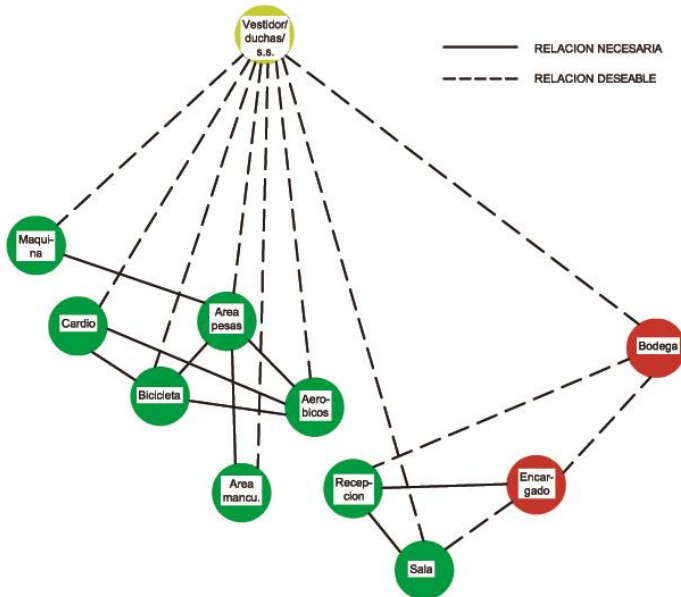 Vestidor/
duchas/
s.s.
RELACION NECESARIA
RELACION DESEABLE
Maqui-
na
Cardio
Area
pesas
Bicicleta
Aero-
bicos
Bodega
Area
mancu.
Recep-
cion
Encar-
gado
Sala